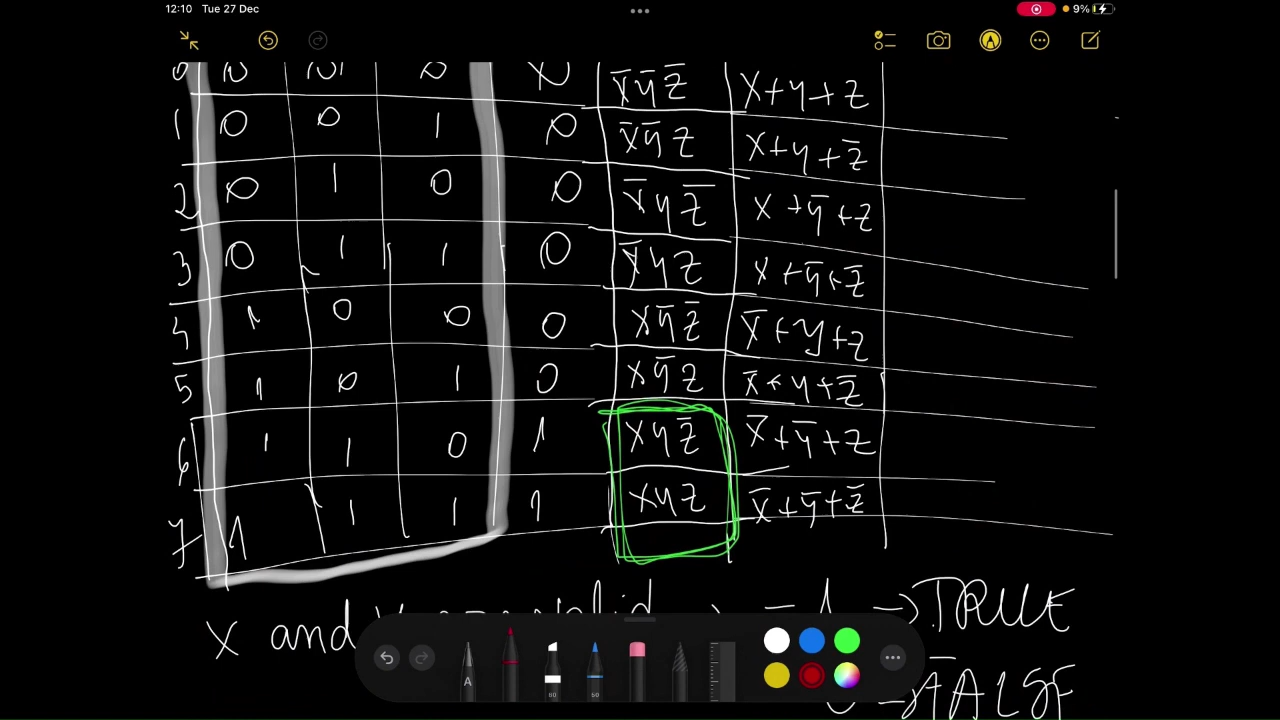 12:10 Tue 27 Dec 9%
0 0 0 x̄ȳz̄ x+y+z
1 0 0 1 0 x̄ȳz x+y+z̄
2 0 1 0 0 x̄yz̄ x+ȳ+z
3 0 1 1 0 x̄yz x+ȳ+z̄
4 1 0 0 0 xȳz̄ x̄+y+z
5 1 0 1 0 xȳz x̄+y+z̄
6 1 1 0 1 xyz̄ x̄+ȳ+z
7 1 1 1 1 xyz x̄+ȳ+z̄
x and → TRUE
→ FALSE
A 80 50